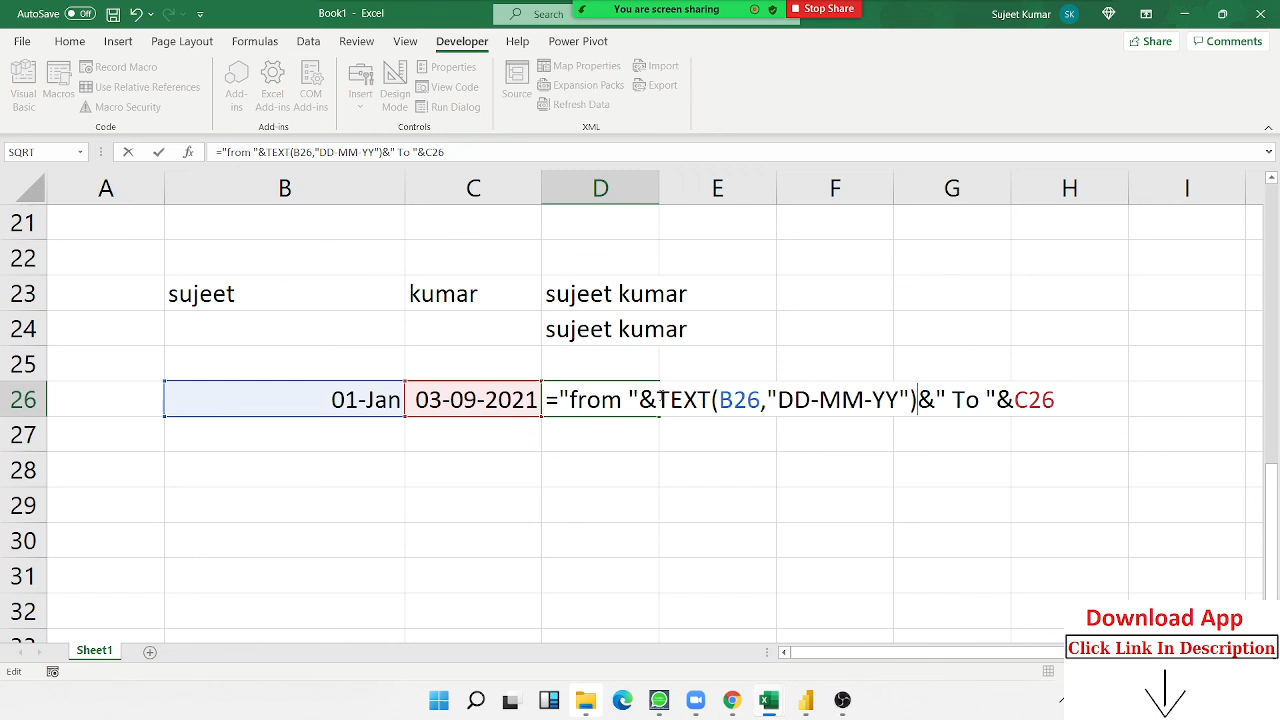 AutoSave Off Book1 - Excel Search You are screen sharing Stop Share Sujeet Kumar SK
File Home Insert Page Layout Formulas Data Review View Developer Help Power Pivot Share Comments
Visual Basic
Macros
Record Macro
Use Relative References
Macro Security
Code
Add-ins
Excel Add-ins
COM Add-ins
Add-ins
Insert
Design Mode
Properties
View Code
Run Dialog
Controls
Source
Map Properties
Expansion Packs
Refresh Data
Import
Export
XML
SQRT fx ="from "&TEXT(B26,"DD-MM-YY")&" To "&C26
A B C D E F G H I
21
22
23 sujeet kumar sujeet kumar
24 sujeet kumar
25
26 01-Jan 03-09-2021 ="from "&TEXT(B26,"DD-MM-YY")&" To "&C26
27
28
29
30
31
32
Sheet1
Edit
Download App
Click Link In Description